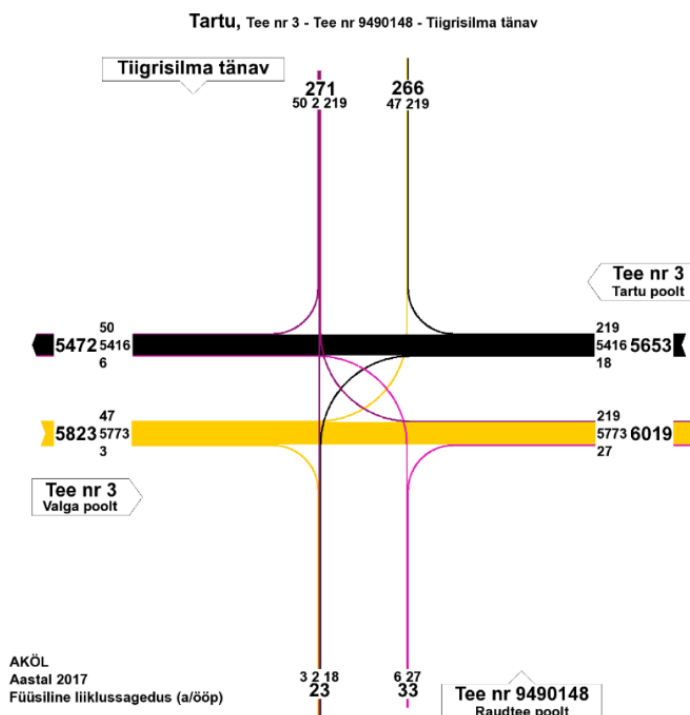 Tartu, Tee nr 3 - Tee nr 9490148 - Tiigrisilma tänav
Tiigrisilma tänav
271
50 2 219
266
47 219
Tee nr 3
Tartu poolt
50
5472 5416
6
219
5416 5653
18
47
5823 5773
3
219
5773 6019
27
Tee nr 3
Valga poolt
AKÖL
Aastal 2017
Füüsiline liiklussagedus (a/ööp)
3 2 18
23
6 27
33
Tee nr 9490148
Raudtee poolt